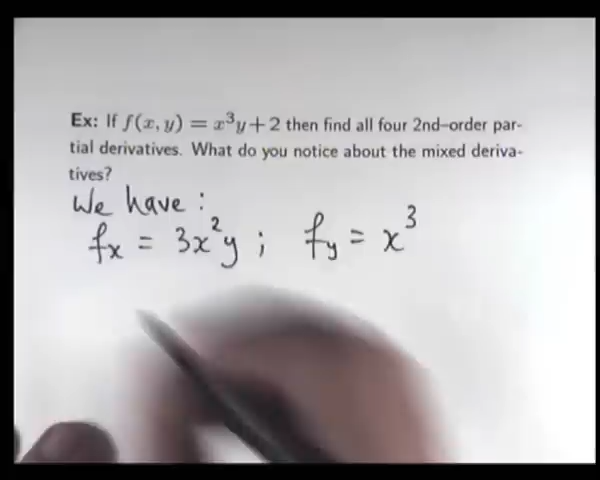 Ex: If f(x, y) = x³y+2 then find all four 2nd–order par-
tial derivatives. What do you notice about the mixed deriva-
tives?
We have :
fₓ = 3x²y ; f_y = x³